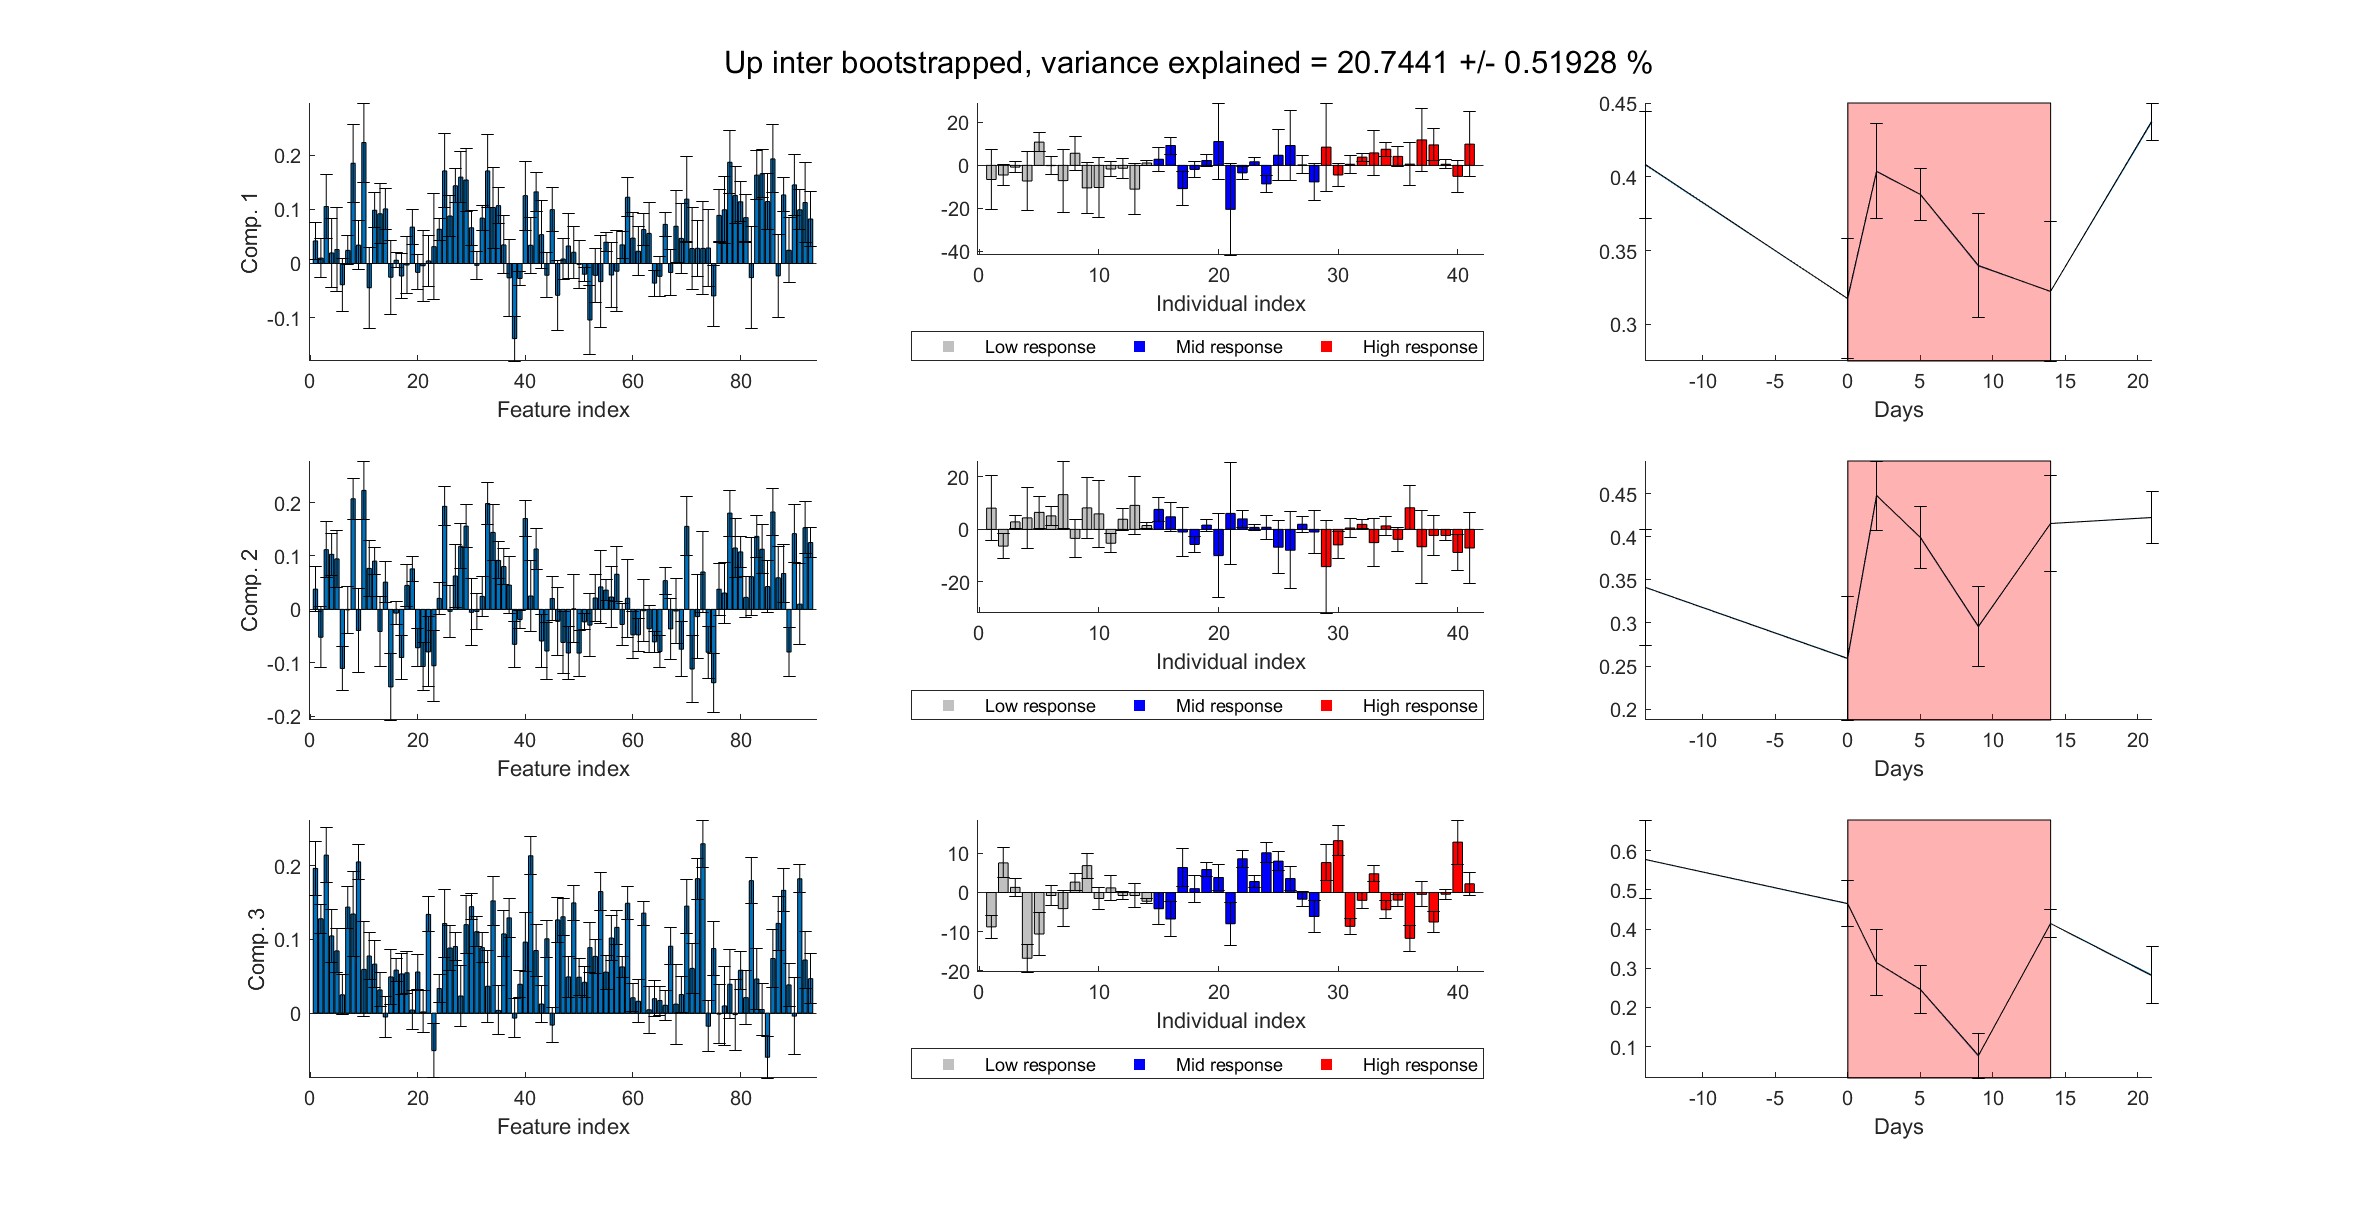 Up inter bootstrapped, variance explained = 20.7441 +/- 0.51928 %
Comp. 1
0.2
0.1
0
-0.1
0 20 40 60 80
Feature index
20
0
-20
-40
0 10 20 30 40
Individual index
Low response Mid response High response
0.45
0.4
0.35
0.3
-10 -5 0 5 10 15 20
Days
Comp. 2
0.2
0.1
0
-0.1
-0.2
0 20 40 60 80
Feature index
20
0
-20
0 10 20 30 40
Individual index
Low response Mid response High response
0.45
0.4
0.35
0.3
0.25
0.2
-10 -5 0 5 10 15 20
Days
Comp. 3
0.2
0.1
0
0 20 40 60 80
Feature index
10
0
-10
-20
0 10 20 30 40
Individual index
Low response Mid response High response
0.6
0.5
0.4
0.3
0.2
0.1
-10 -5 0 5 10 15 20
Days